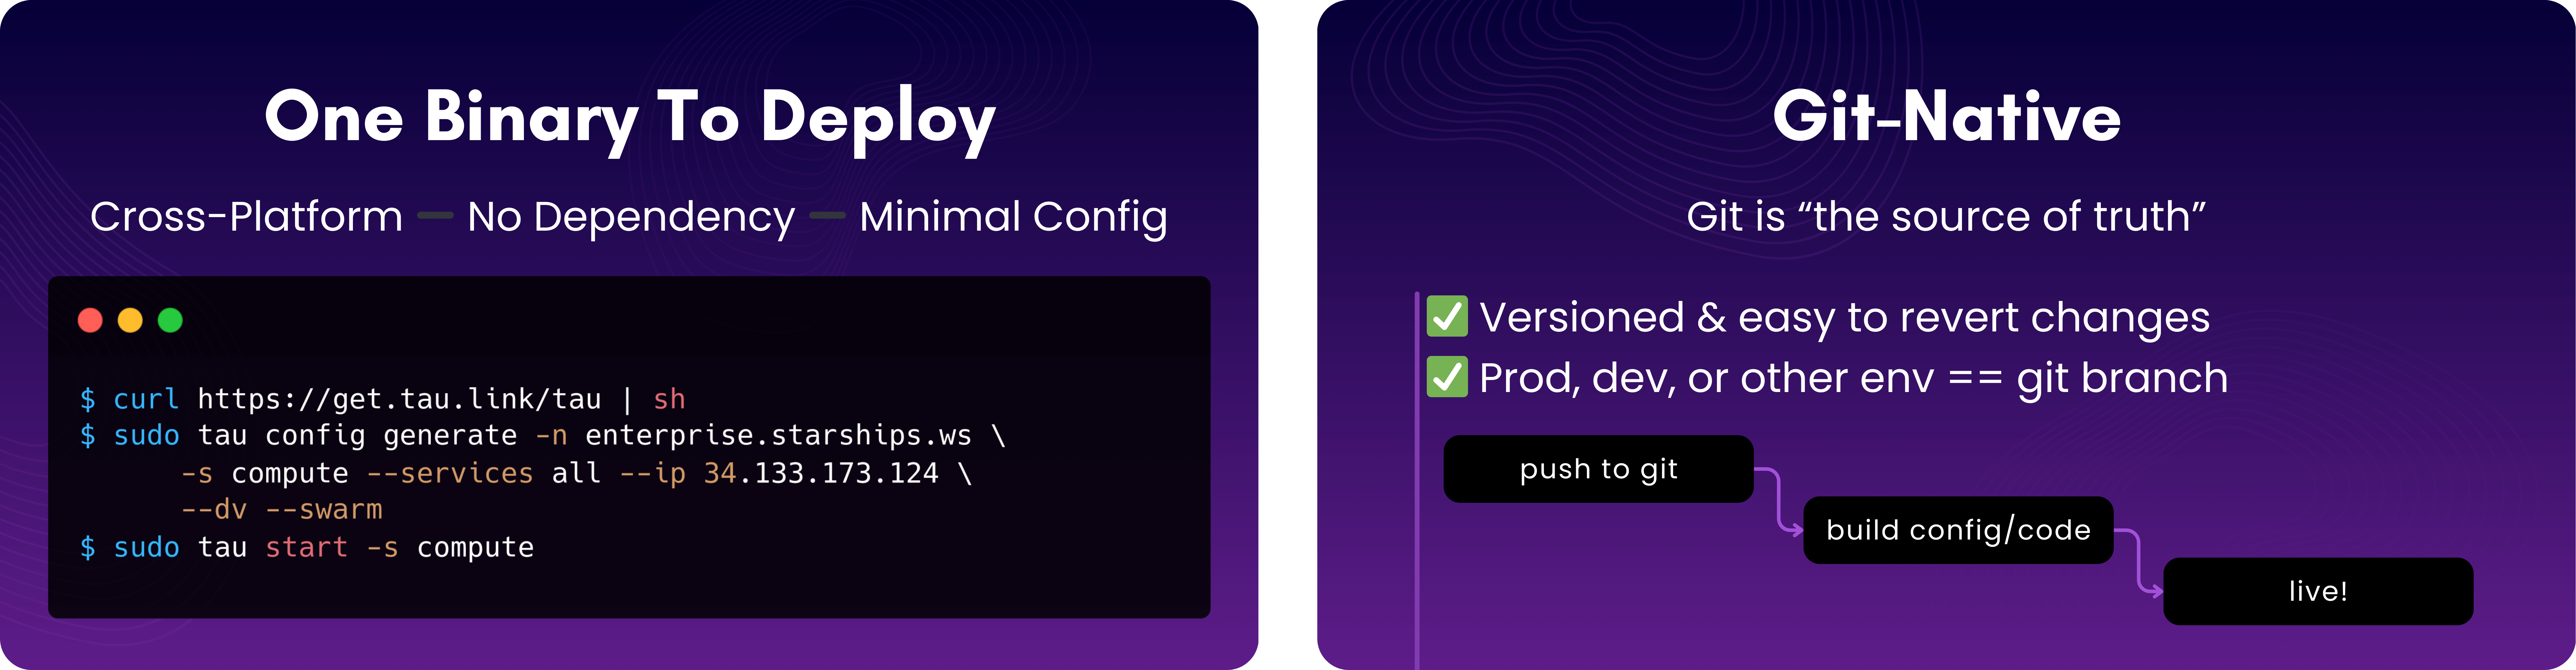 One Binary To Deploy
Cross-Platform — No Dependency — Minimal Config
$ curl https://get.tau.link/tau | sh
$ sudo tau config generate -n enterprise.starships.ws \
-s compute --services all --ip 34.133.173.124 \
--dv --swarm
$ sudo tau start -s compute
Git-Native
Git is “the source of truth”
✅ Versioned & easy to revert changes
✅ Prod, dev, or other env == git branch
push to git
build config/code
live!